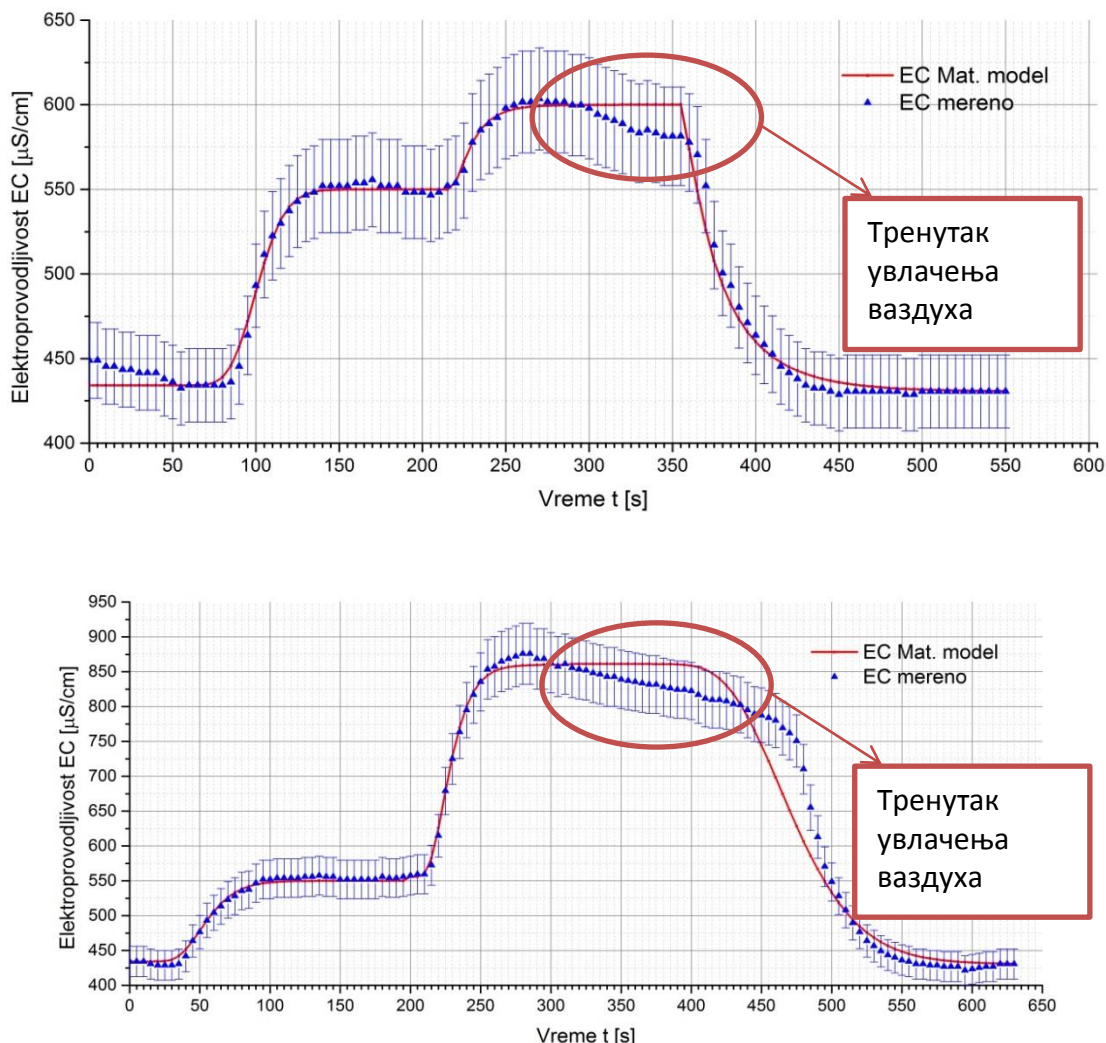 650
600
550
500
450
400
Elektroprovodljivost EC [µS/cm]
EC Mat. model
EC mereno
Тренутак
увлачења
ваздуха
0 50 100 150 200 250 300 350 400 450 500 550 600
Vreme t [s]
950
900
850
800
750
700
650
600
550
500
450
400
Elektroprovodljivost EC [µS/cm]
EC Mat. model
EC mereno
Тренутак
увлачења
ваздуха
0 50 100 150 200 250 300 350 400 450 500 550 600 650
Vreme t [s]